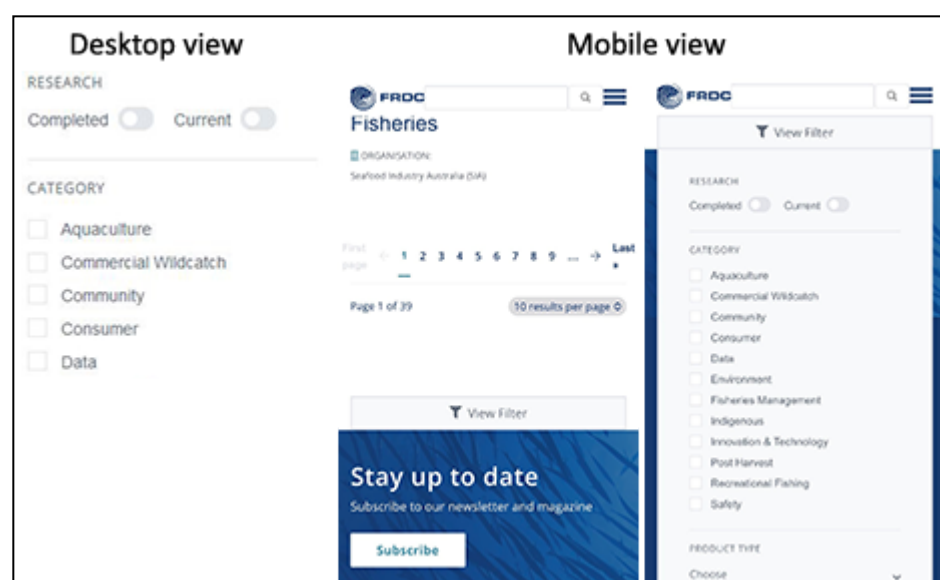 Desktop view
Mobile view
RESEARCH
Completed
Current
CATEGORY
Aquaculture
Commercial Wildcatch
Community
Consumer
Data
FRDC
Fisheries
ORGANISATION:
Seafood Industry Australia (SIA)
First page ← 1 2 3 4 5 6 7 8 9 ... → Last »
Page 1 of 39
10 results per page
View Filter
Stay up to date
Subscribe to our newsletter and magazine
Subscribe
FRDC
View Filter
RESEARCH
Completed
Current
CATEGORY
Aquaculture
Commercial Wildcatch
Community
Consumer
Data
Environment
Fisheries Management
Indigenous
Innovation & Technology
Post Harvest
Recreational Fishing
Safety
PRODUCT TYPE
Choose